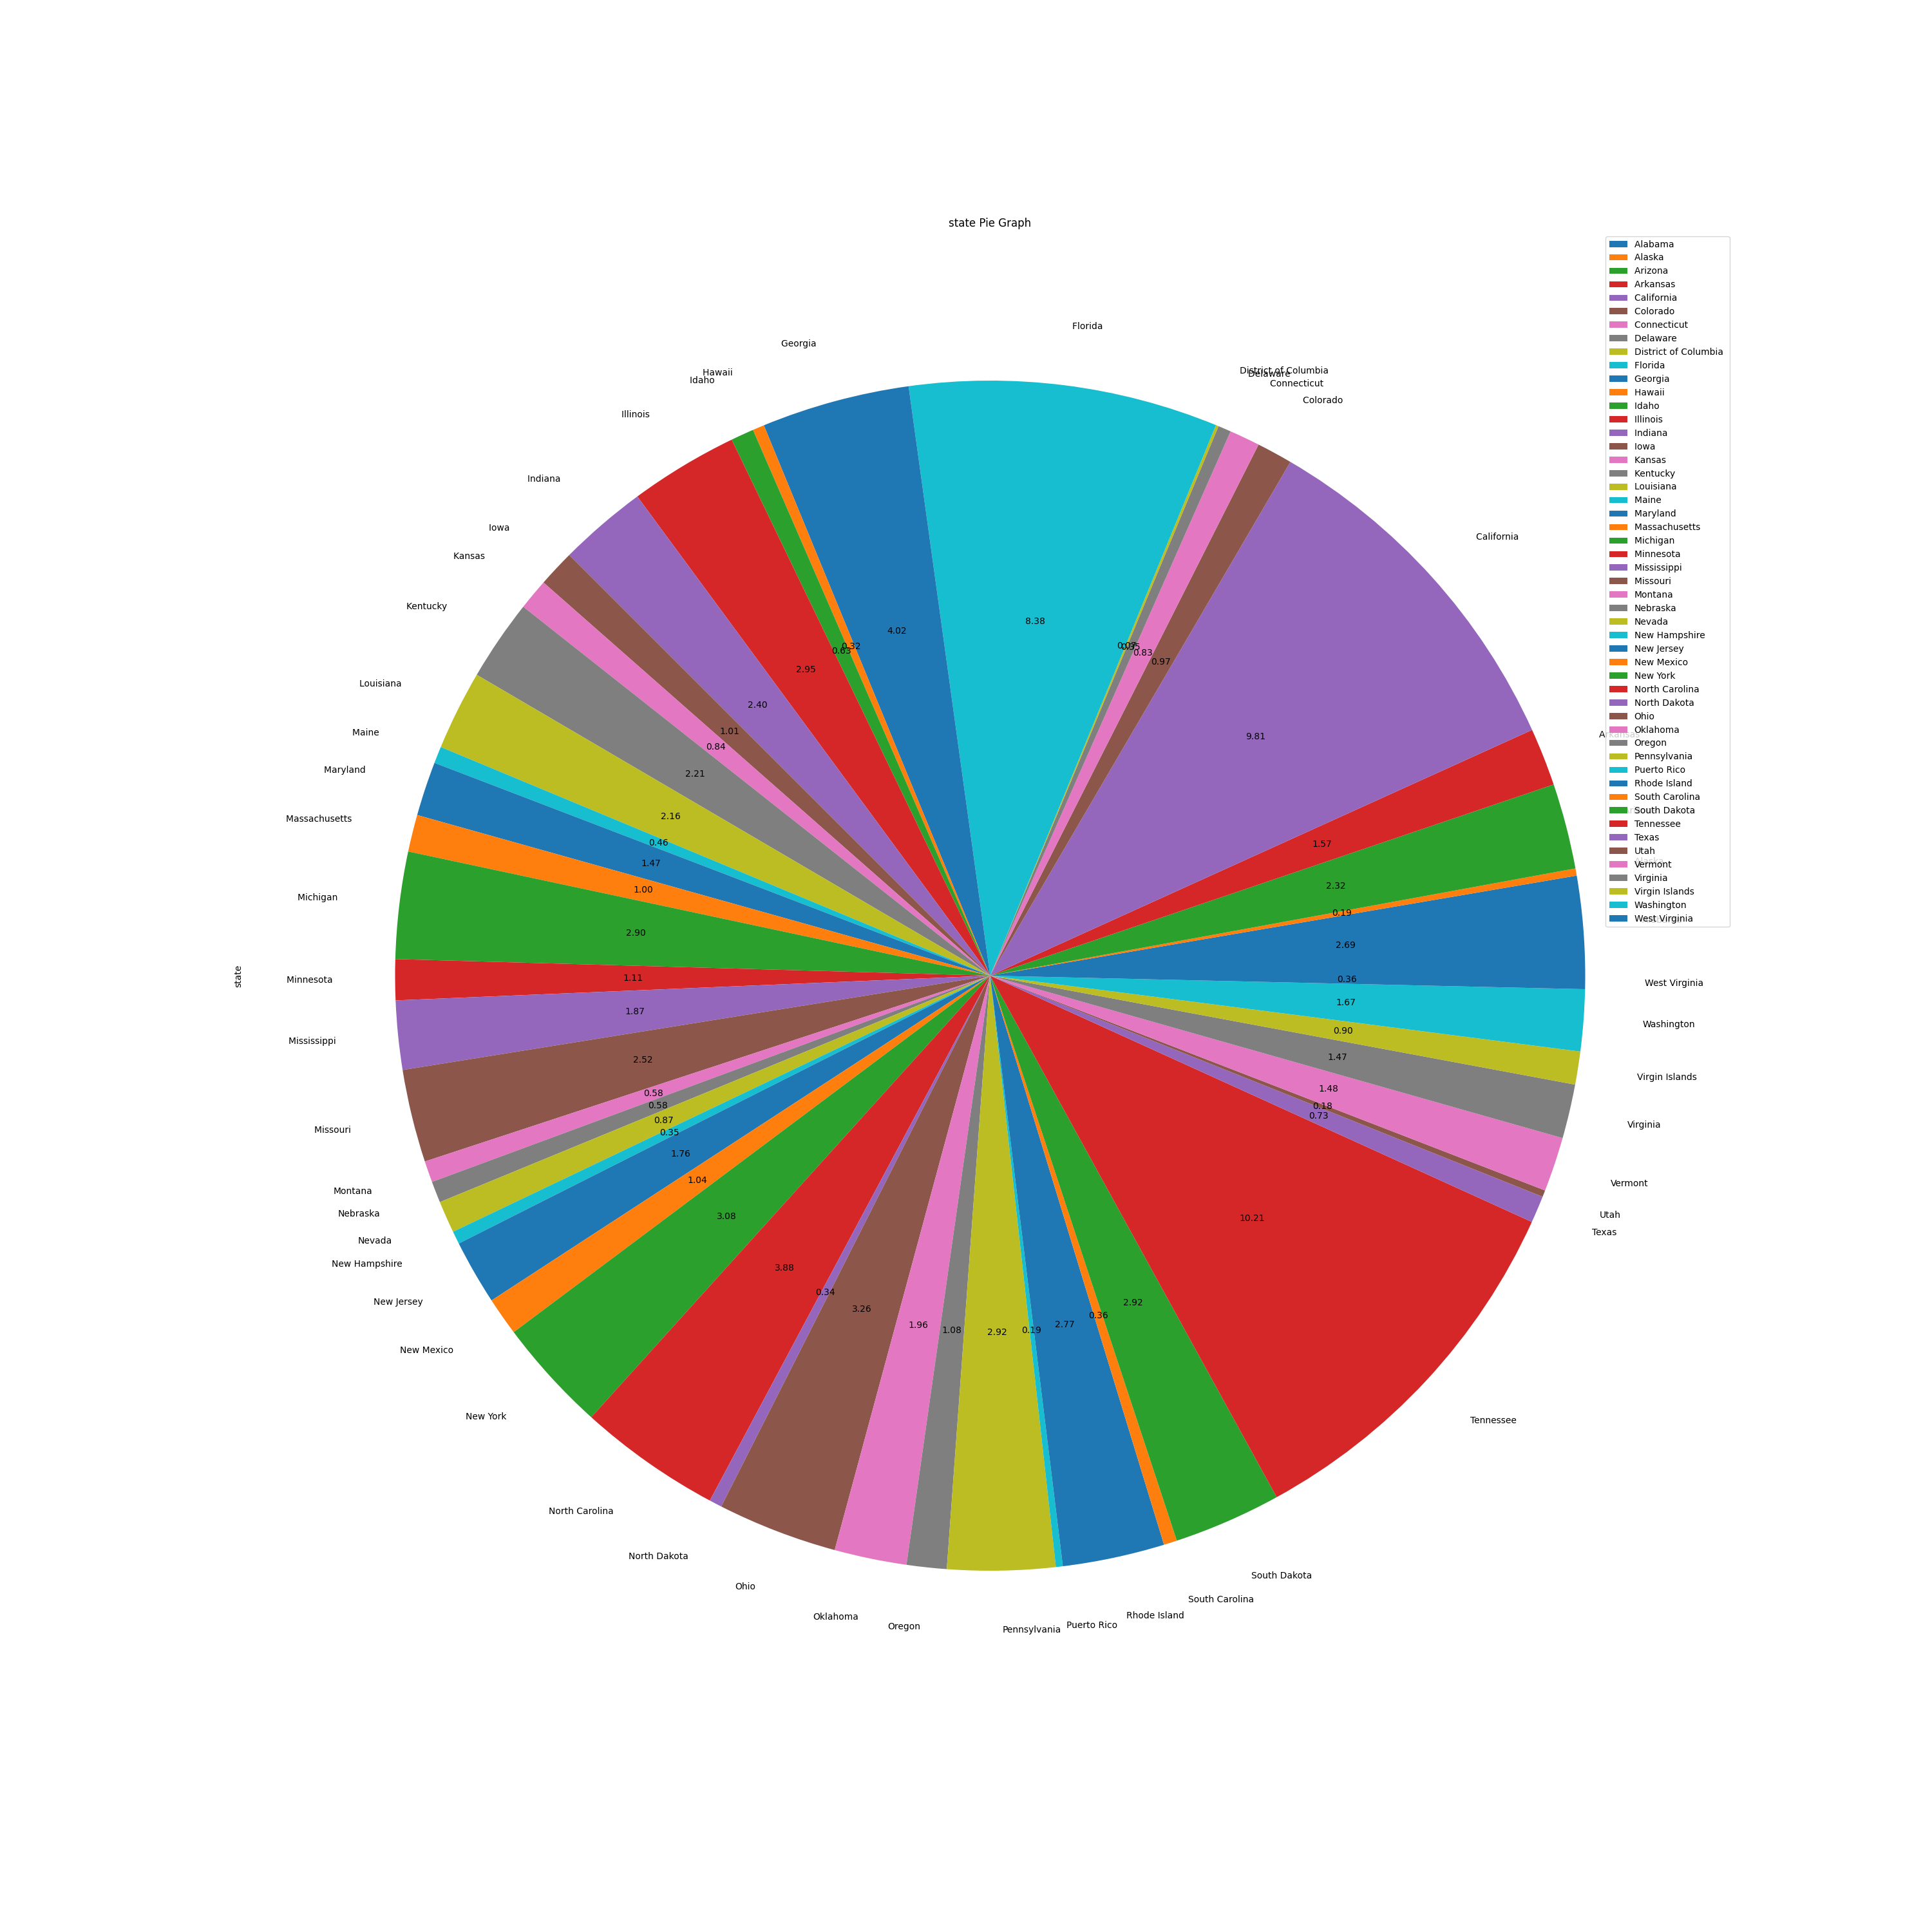 state Pie Graph
Alabama
Alaska
Arizona
Arkansas
California
Colorado
Connecticut
Delaware
District of Columbia
Florida
Georgia
Hawaii
Idaho
Illinois
Indiana
Iowa
Kansas
Kentucky
Louisiana
Maine
Maryland
Massachusetts
Michigan
Minnesota
Mississippi
Missouri
Montana
Nebraska
Nevada
New Hampshire
New Jersey
New Mexico
New York
North Carolina
North Dakota
Ohio
Oklahoma
Oregon
Pennsylvania
Puerto Rico
Rhode Island
South Carolina
South Dakota
Tennessee
Texas
Utah
Vermont
Virginia
Virgin Islands
Washington
West Virginia
Florida
Georgia
District of Columbia
Delaware
Connecticut
Colorado
Hawaii
Idaho
Illinois
Indiana
Iowa
Kansas
Kentucky
Louisiana
Maine
Maryland
Massachusetts
Michigan
Minnesota
Mississippi
Missouri
Montana
Nebraska
Nevada
New Hampshire
New Jersey
New Mexico
New York
North Carolina
North Dakota
Ohio
Oklahoma
Oregon
Pennsylvania
Puerto Rico
Rhode Island
South Carolina
South Dakota
Tennessee
Texas
Utah
Vermont
Virginia
Virgin Islands
Washington
West Virginia
California
state
8.38
4.02
0.32
0.63
2.95
2.40
1.01
0.84
2.21
2.16
0.46
1.47
1.00
2.90
1.11
1.87
2.52
0.58
0.58
0.87
0.35
1.76
1.04
3.08
3.88
0.34
3.26
1.96
1.08
2.92
0.19
2.77
0.36
2.92
10.21
0.73
0.18
1.48
1.47
0.90
1.67
0.36
2.69
0.19
2.32
1.57
9.81
0.97
0.83